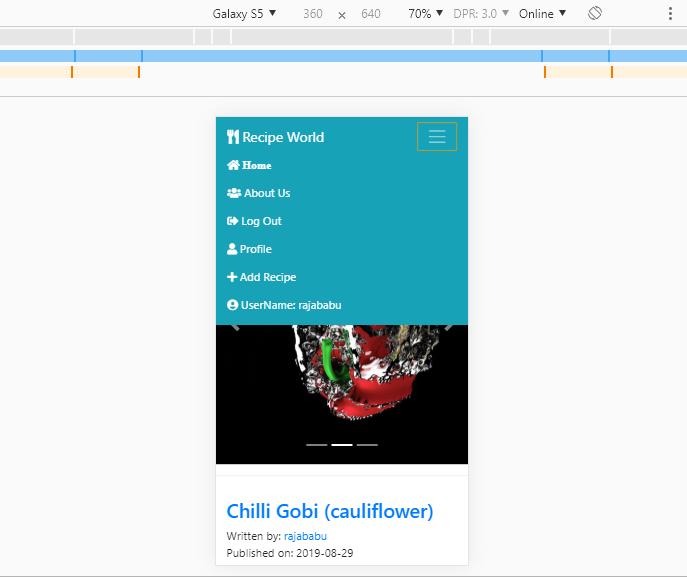 Galaxy S5 ▼ 360 × 640 70% ▼ DPR: 3.0 ▼ Online ▼
Recipe World
Home
About Us
Log Out
Profile
Add Recipe
UserName: rajababu
Chilli Gobi (cauliflower)
Written by: rajababu
Published on: 2019-08-29